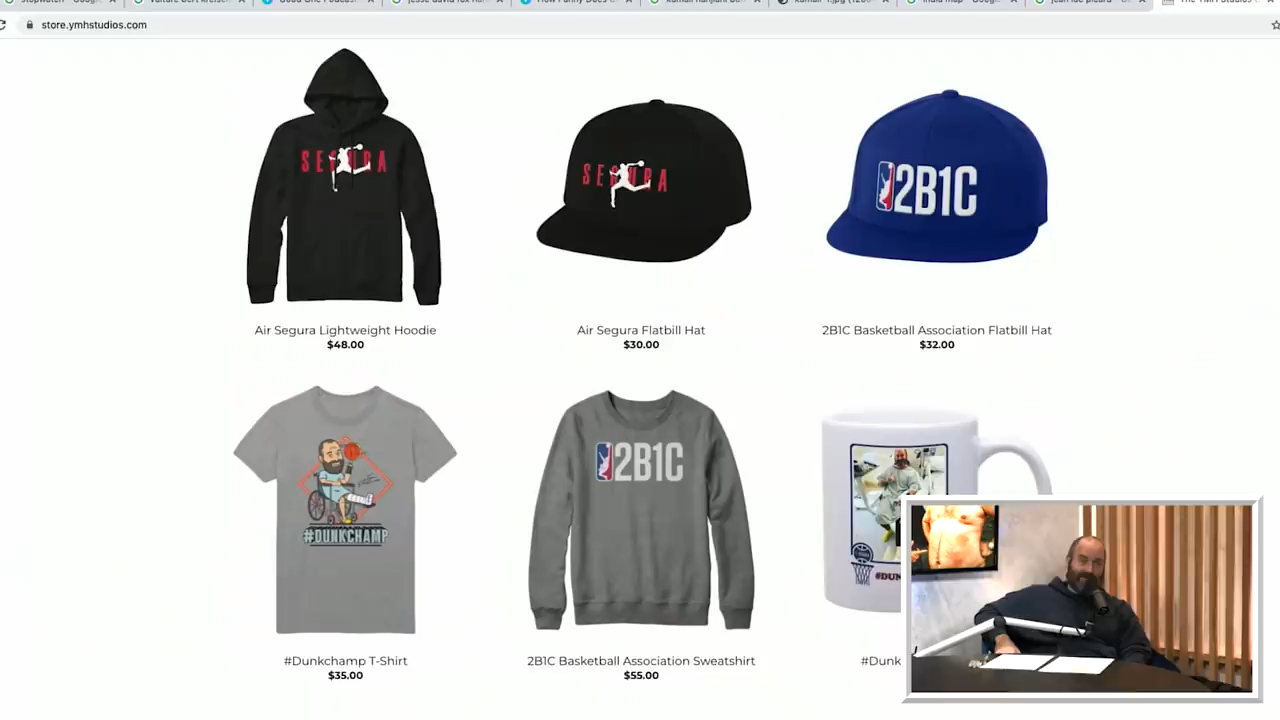 store.ymhstudios.com
SEGURA
SEGURA
2B1C
Air Segura Lightweight Hoodie
$48.00
Air Segura Flatbill Hat
$30.00
2B1C Basketball Association Flatbill Hat
$32.00
#DUNKCHAMP
2B1C
#DUN
#Dunkchamp T-Shirt
$35.00
2B1C Basketball Association Sweatshirt
$55.00
#Dunk